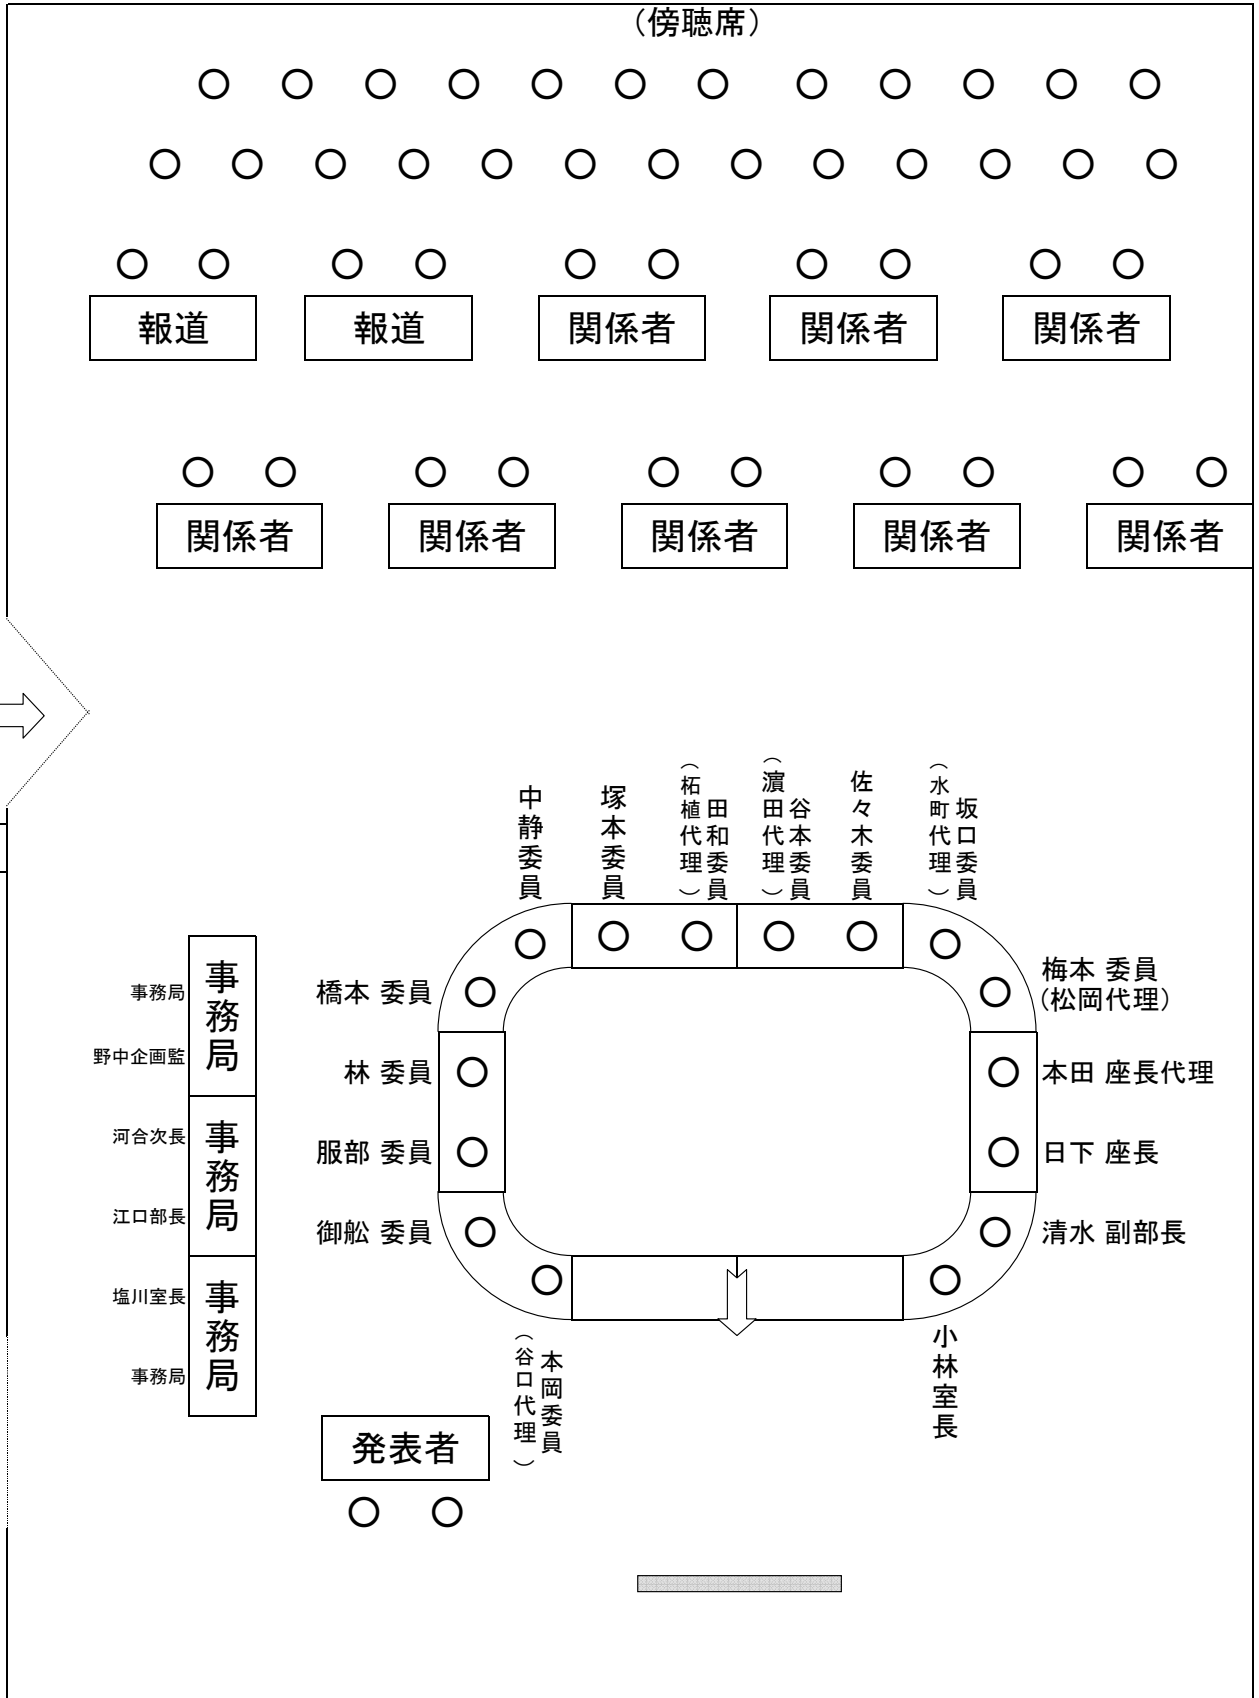 （傍聴席）
報道
報道
関係者
関係者
関係者
関係者
関係者
関係者
関係者
関係者
中静委員
塚本委員
田和委員
（柘植代理）
谷本委員
（濵田代理）
佐々木委員
坂口委員
（水町代理）
梅本 委員
（松岡代理）
本田 座長代理
日下 座長
清水 副部長
小林室長
橋本 委員
林 委員
服部 委員
御舩 委員
本岡委員
（谷口代理）
事務局
事務局
野中企画監
事務局
河合次長
江口部長
事務局
塩川室長
事務局
発表者